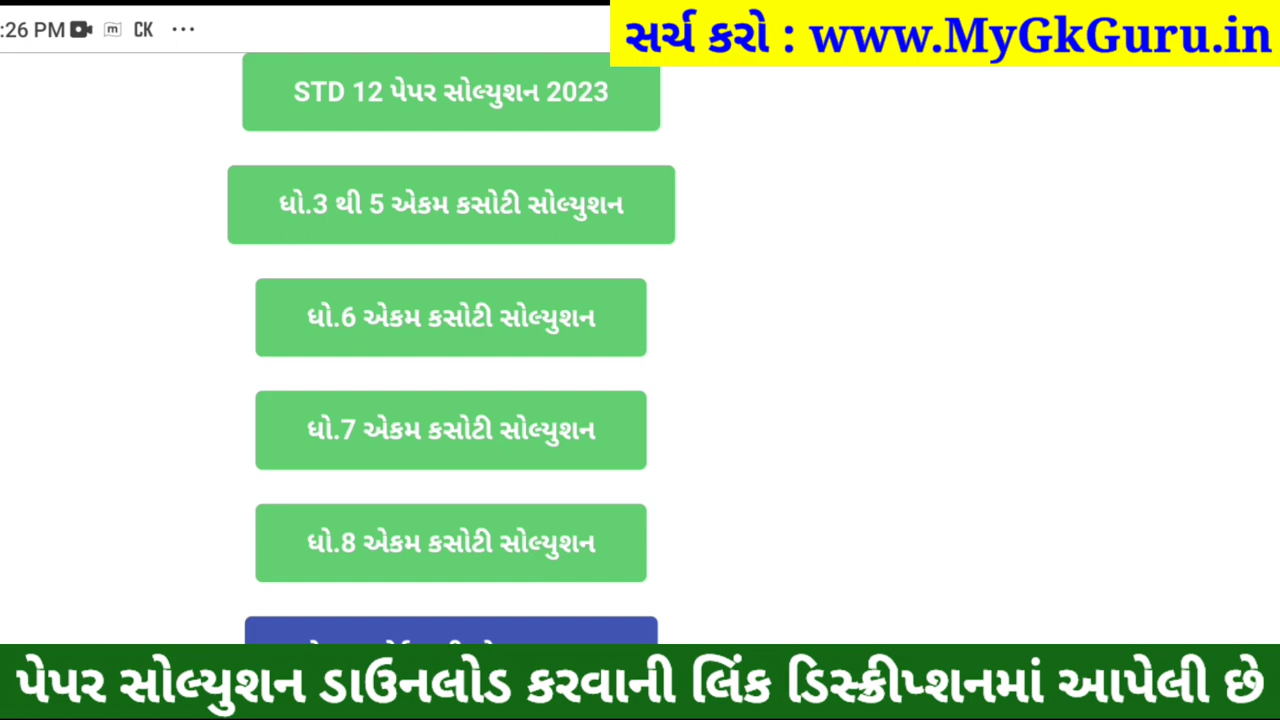 :26 PM m CK ...
સર્ચ કરો : www.MyGkGuru.in
STD 12 પેપર સોલ્યુશન 2023
ધો.3 થી 5 એકમ કસોટી સોલ્યુશન
ધો.6 એકમ કસોટી સોલ્યુશન
ધો.7 એકમ કસોટી સોલ્યુશન
ધો.8 એકમ કસોટી સોલ્યુશન
પેપર સોલ્યુશન ડાઉનલોડ કરવાની લિંક ડિસ્ક્રીપ્શનમાં આપેલી છે